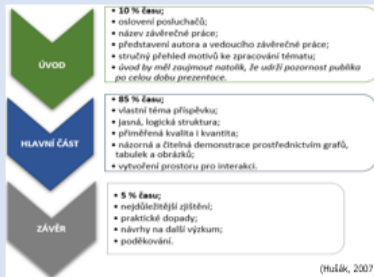 • 10 % času;
• oslovení posluchačů;
• název závěrečné práce;
• představení autora a vedoucího závěrečné práce;
• stručný přehled motivů ke zpracování tématu;
• úvod by měl zaujmout natolik, že udrží pozornost publika
po celou dobu prezentace.
ÚVOD
• 85 % času;
• vlastní téma příspěvku;
• jasná, logická struktura;
• přiměřená kvalita i kvantita;
• názorná a čitelná demonstrace prostřednictvím grafů,
tabulek a obrázků;
• vytvoření prostoru pro interakci.
HLAVNÍ ČÁST
• 5 % času;
• nejdůležitější zjištění;
• praktické dopady;
• návrhy na další výzkum;
• poděkování.
ZÁVĚR
(Hušák, 2007